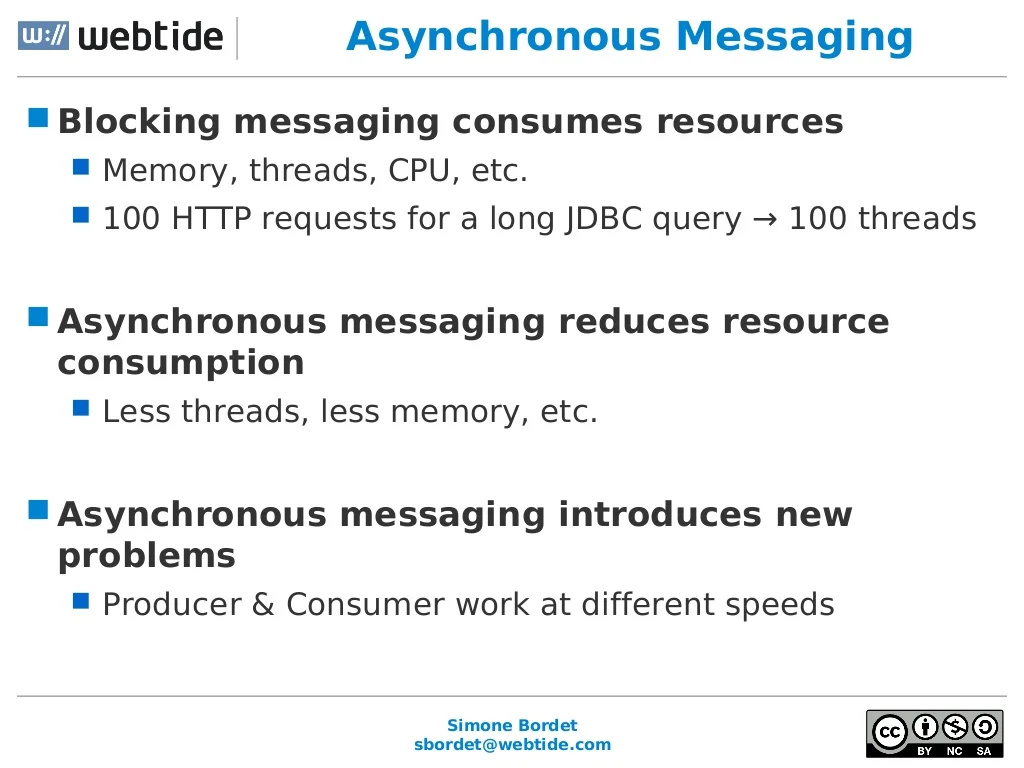 w:// webtide
Asynchronous Messaging
Blocking messaging consumes resources
Memory, threads, CPU, etc.
100 HTTP requests for a long JDBC query → 100 threads
Asynchronous messaging reduces resource
consumption
Less threads, less memory, etc.
Asynchronous messaging introduces new
problems
Producer & Consumer work at different speeds
Simone Bordet
sbordet@webtide.com
cc
BY NC SA